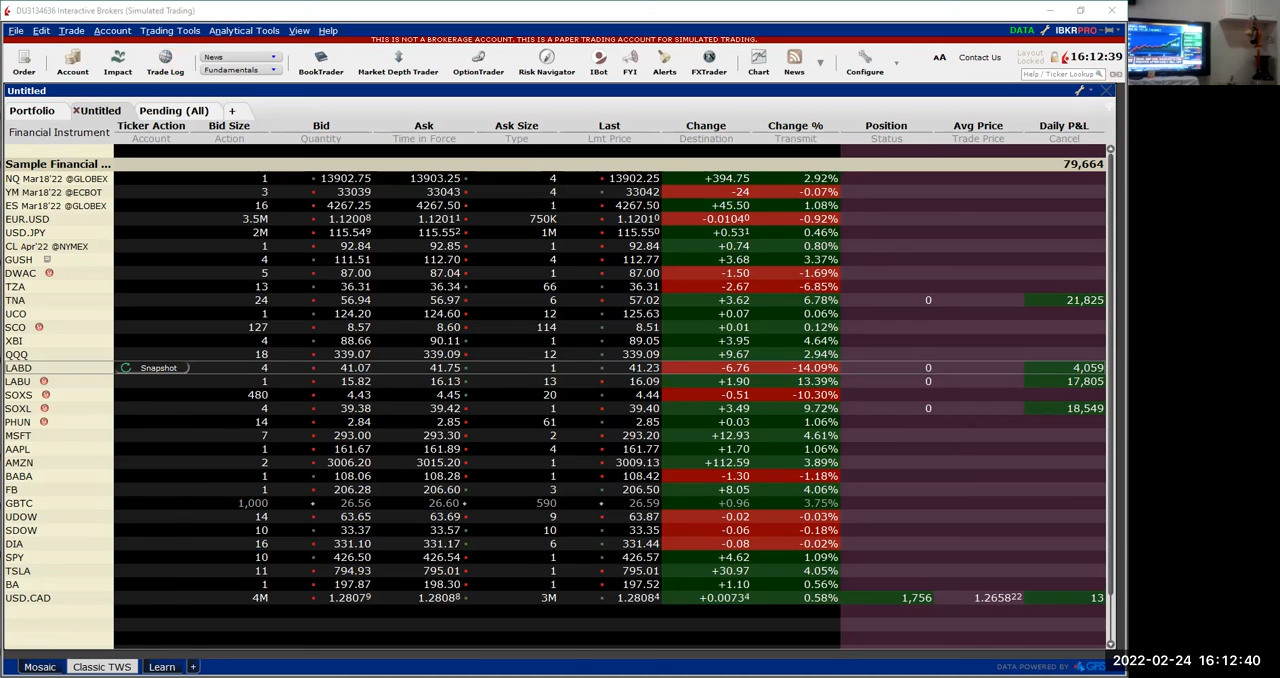 DU3134636 Interactive Brokers (Simulated Trading)
File Edit Trade Account Trading Tools Analytical Tools View Help DATA IBKRPRO
THIS IS NOT A BROKERAGE ACCOUNT. THIS IS A PAPER TRADING ACCOUNT FOR SIMULATED TRADING.
Order Account Impact Trade Log News Fundamentals BookTrader Market Depth Trader OptionTrader Risk Navigator IBot FYI Alerts FXTrader Chart News Configure AA Contact Us Layout Locked 16:12:39
Help / Ticker Lookup
Untitled
Portfolio Untitled Pending (All) +
Financial Instrument Ticker Action Bid Size Bid Ask Ask Size Last Change Change % Position Avg Price Daily P&L
Account Action Quantity Time in Force Type Lmt Price Destination Transmit Status Trade Price Cancel
Sample Financial ... 79,664
NQ Mar18'22 @GLOBEX 1 13902.75 13903.25 4 13902.25 +394.75 2.92%
YM Mar18'22 @ECBOT 3 33039 33043 4 33042 -24 -0.07%
ES Mar18'22 @GLOBEX 16 4267.25 4267.50 1 4267.50 +45.50 1.08%
EUR.USD 3.5M 1.12008 1.12011 750K 1.12010 -0.01040 -0.92%
USD.JPY 2M 115.549 115.552 1M 115.550 +0.531 0.46%
CL Apr'22 @NYMEX 1 92.84 92.85 1 92.84 +0.74 0.80%
GUSH 4 111.51 112.70 4 112.77 +3.68 3.37%
DWAC 5 87.00 87.04 1 87.00 -1.50 -1.69%
TZA 13 36.31 36.34 66 36.31 -2.67 -6.85%
TNA 24 56.94 56.97 6 57.02 +3.62 6.78% 0 21,825
UCO 1 124.20 124.60 12 125.63 +0.07 0.06%
SCO 127 8.57 8.60 114 8.51 +0.01 0.12%
XBI 4 88.66 90.11 1 89.05 +3.95 4.64%
QQQ 18 339.07 339.09 12 339.09 +9.67 2.94%
LABD Snapshot 4 41.07 41.75 1 41.23 -6.76 -14.09% 0 4,059
LABU 1 15.82 16.13 13 16.09 +1.90 13.39% 0 17,805
SOXS 480 4.43 4.45 20 4.44 -0.51 -10.30%
SOXL 4 39.38 39.42 1 39.40 +3.49 9.72% 0 18,549
PHUN 14 2.84 2.85 61 2.85 +0.03 1.06%
MSFT 7 293.00 293.30 2 293.20 +12.93 4.61%
AAPL 1 161.67 161.89 4 161.77 +1.70 1.06%
AMZN 2 3006.20 3015.20 1 3009.13 +112.59 3.89%
BABA 1 108.06 108.28 1 108.42 -1.30 -1.18%
FB 1 206.28 206.60 3 206.50 +8.05 4.06%
GBTC 1,000 26.56 26.60 590 26.59 +0.96 3.75%
UDOW 14 63.65 63.69 9 63.87 -0.02 -0.03%
SDOW 10 33.37 33.57 10 33.35 -0.06 -0.18%
DIA 16 331.10 331.17 6 331.44 -0.08 -0.02%
SPY 10 426.50 426.54 1 426.57 +4.62 1.09%
TSLA 11 794.93 795.01 1 795.01 +30.97 4.05%
BA 1 197.87 198.30 1 197.52 +1.10 0.56%
USD.CAD 4M 1.28079 1.28088 3M 1.28084 +0.00734 0.58% 1,756 1.265822 13
Mosaic Classic TWS Learn + DATA POWERED BY GFIS
2022-02-24 16:12:40